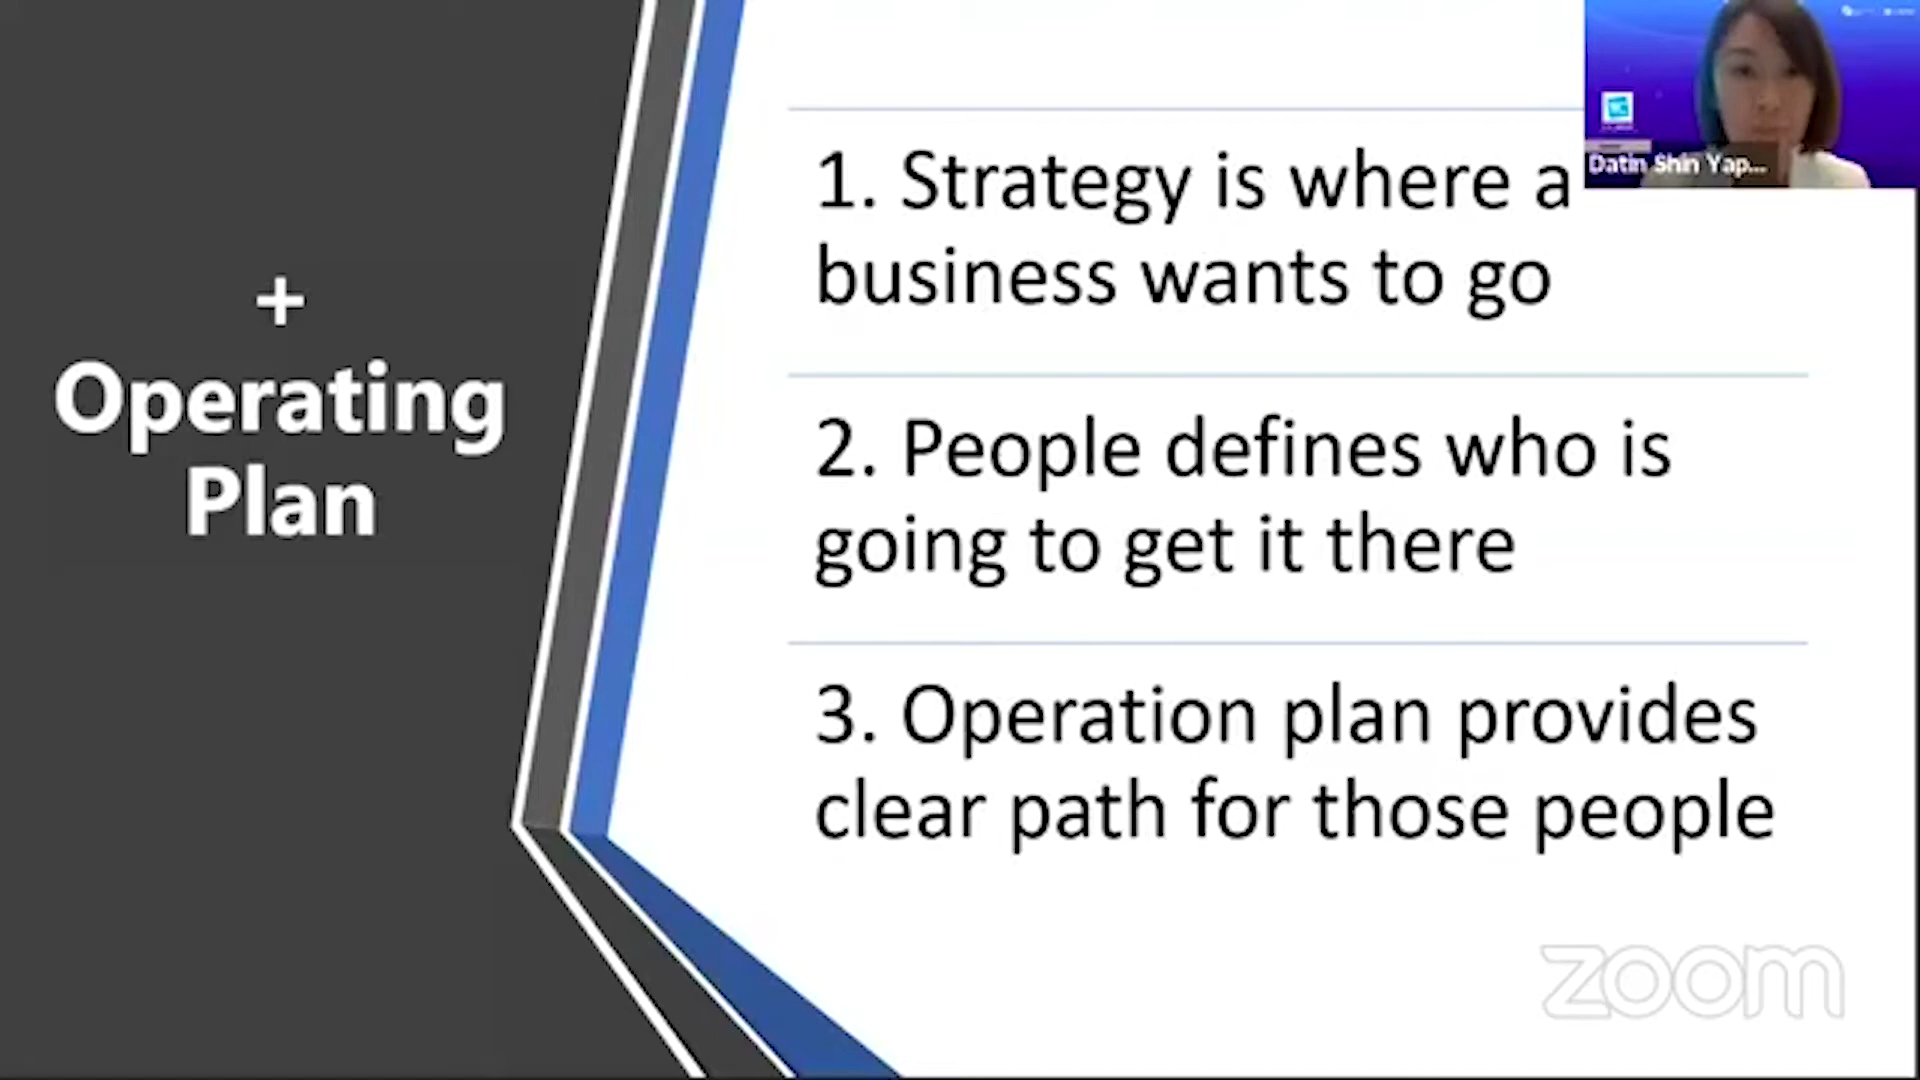 +
Operating
Plan
1. Strategy is where a
business wants to go
2. People defines who is
going to get it there
3. Operation plan provides
clear path for those people
Datin Shin Yap...
zoom